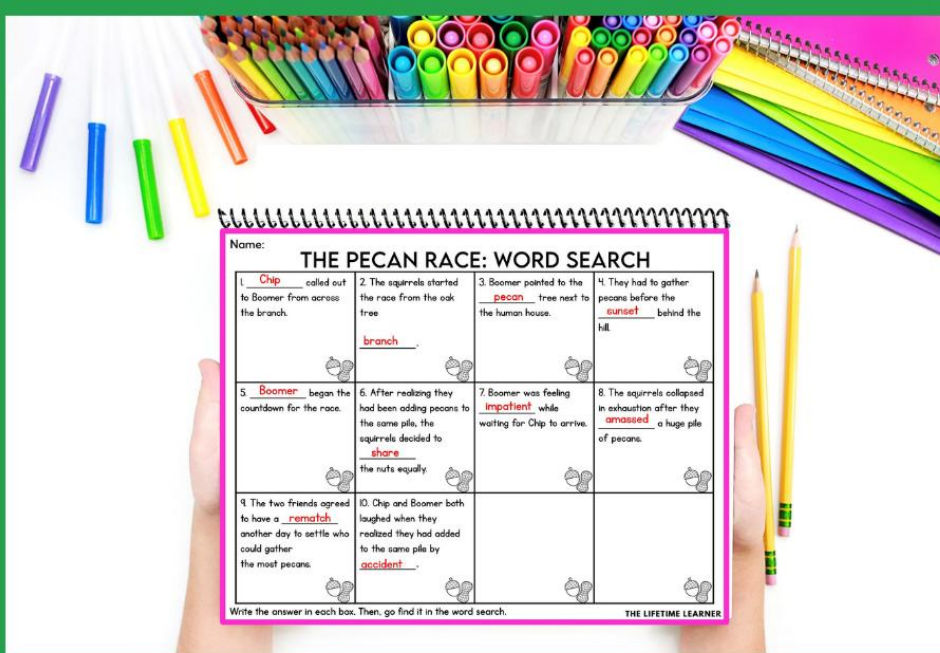 Name:
THE PECAN RACE: WORD SEARCH
1. Chip called out
to Boomer from across
the branch.
2. The squirrels started
the race from the oak
tree
branch.
3. Boomer pointed to the
pecan tree next to
the human house.
4. They had to gather
pecans before the
sunset behind the
hill.
5. Boomer began the
countdown for the race.
6. After realizing they
had been adding pecans to
the same pile, the
squirrels decided to
share
the nuts equally.
7. Boomer was feeling
impatient while
waiting for Chip to arrive.
8. The squirrels collapsed
in exhaustion after they
amassed a huge pile
of pecans.
9. The two friends agreed
to have a rematch
another day to settle who
could gather
the most pecans.
10. Chip and Boomer both
laughed when they
realized they had added
to the same pile by
accident.
Write the answer in each box. Then, go find it in the word search.
THE LIFETIME LEARNER